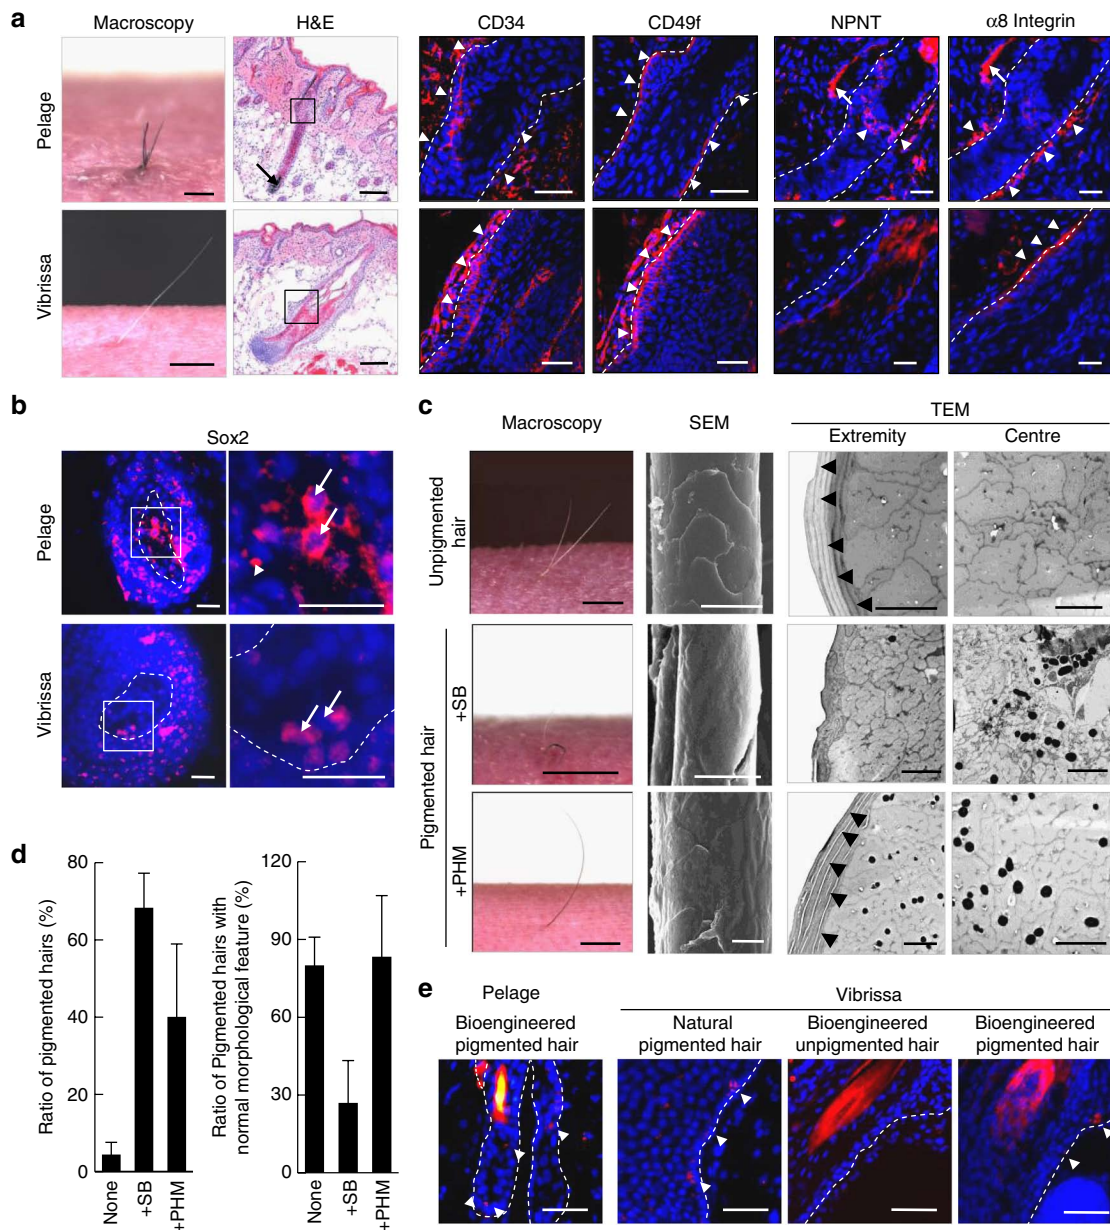 a
Macroscopy
H&E
CD34
CD49f
NPNT
α8 Integrin
Pelage
Vibrissa
b
Sox2
Pelage
Vibrissa
c
Macroscopy
SEM
TEM
Extremity
Centre
Unpigmented
hair
Pigmented hair
+SB
+PHM
d
Ratio of pigmented hairs (%)
80
60
40
20
0
None
+SB
+PHM
Ratio of Pigmented hairs with
normal morphological feature (%)
120
90
60
30
0
None
+SB
+PHM
e
Pelage
Vibrissa
Bioengineered
pigmented hair
Natural
pigmented hair
Bioengineered
unpigmented hair
Bioengineered
pigmented hair